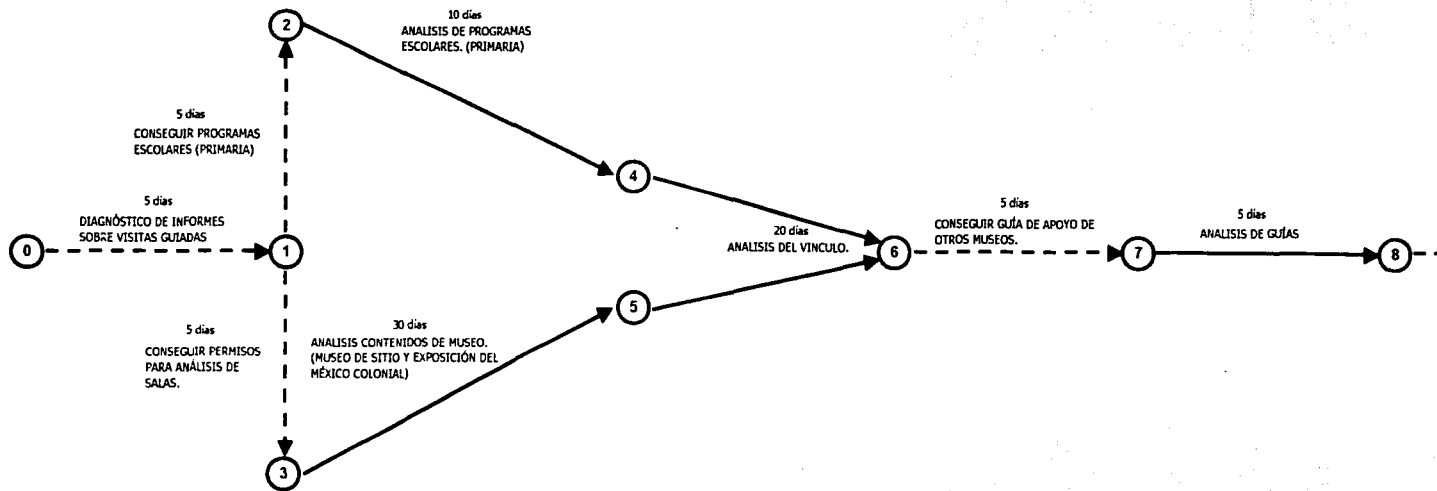 2
10 días
ANALISIS DE PROGRAMAS
ESCOLARES. (PRIMARIA)
5 días
CONSEGUIR PROGRAMAS
ESCOLARES (PRIMARIA)
4
5 días
DIAGNÓSTICO DE INFORMES
SOBRE VISITAS GUIADAS
0
1
20 días
ANALISIS DEL VINCULO.
6
5 días
CONSEGUIR GUÍA DE APOYO DE
OTROS MUSEOS.
7
5 días
ANALISIS DE GUÍAS
8
5
5 días
CONSEGUIR PERMISOS
PARA ANÁLISIS DE
SALAS.
30 días
ANALISIS CONTENIDOS DE MUSEO.
(MUSEO DE SITIO Y EXPOSICIÓN DEL
MÉXICO COLONIAL)
3